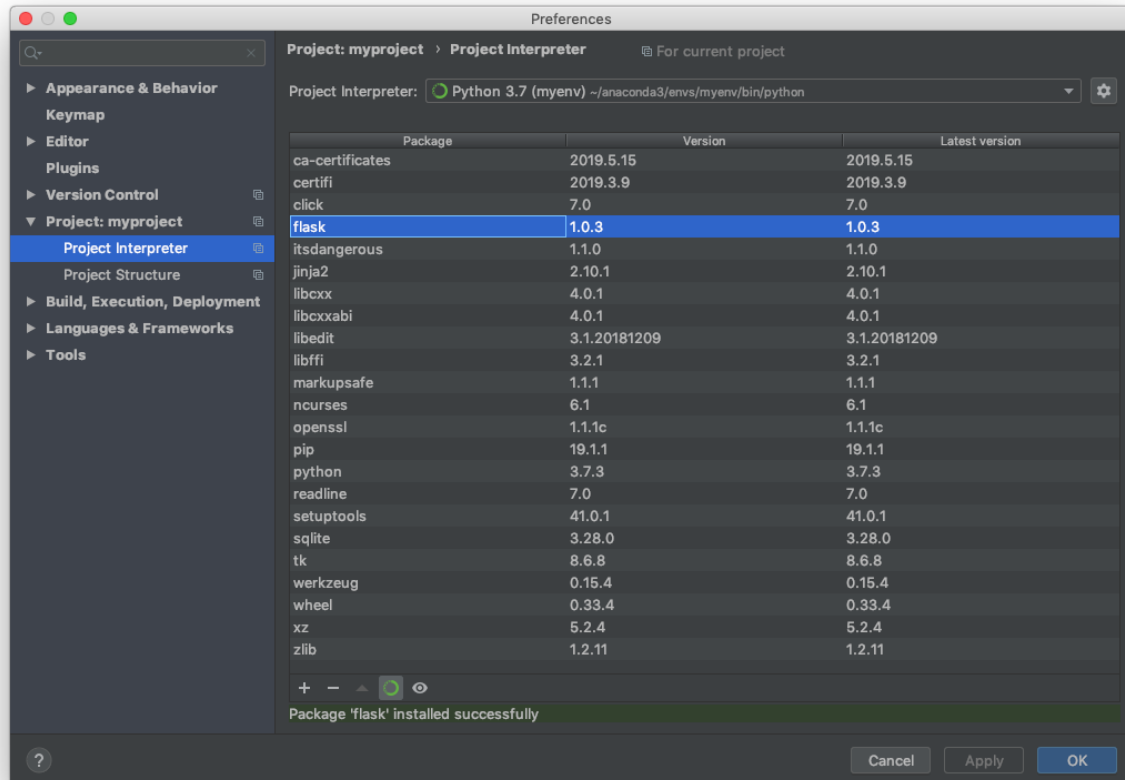 Preferences
Project: myproject › Project Interpreter For current project
Appearance & Behavior
Keymap
Editor
Plugins
Version Control
Project: myproject
Project Interpreter
Project Structure
Build, Execution, Deployment
Languages & Frameworks
Tools
Project Interpreter: Python 3.7 (myenv) ~/anaconda3/envs/myenv/bin/python
Package Version Latest version
ca-certificates 2019.5.15 2019.5.15
certifi 2019.3.9 2019.3.9
click 7.0 7.0
flask 1.0.3 1.0.3
itsdangerous 1.1.0 1.1.0
jinja2 2.10.1 2.10.1
libcxx 4.0.1 4.0.1
libcxxabi 4.0.1 4.0.1
libedit 3.1.20181209 3.1.20181209
libffi 3.2.1 3.2.1
markupsafe 1.1.1 1.1.1
ncurses 6.1 6.1
openssl 1.1.1c 1.1.1c
pip 19.1.1 19.1.1
python 3.7.3 3.7.3
readline 7.0 7.0
setuptools 41.0.1 41.0.1
sqlite 3.28.0 3.28.0
tk 8.6.8 8.6.8
werkzeug 0.15.4 0.15.4
wheel 0.33.4 0.33.4
xz 5.2.4 5.2.4
zlib 1.2.11 1.2.11
Package 'flask' installed successfully
? Cancel Apply OK